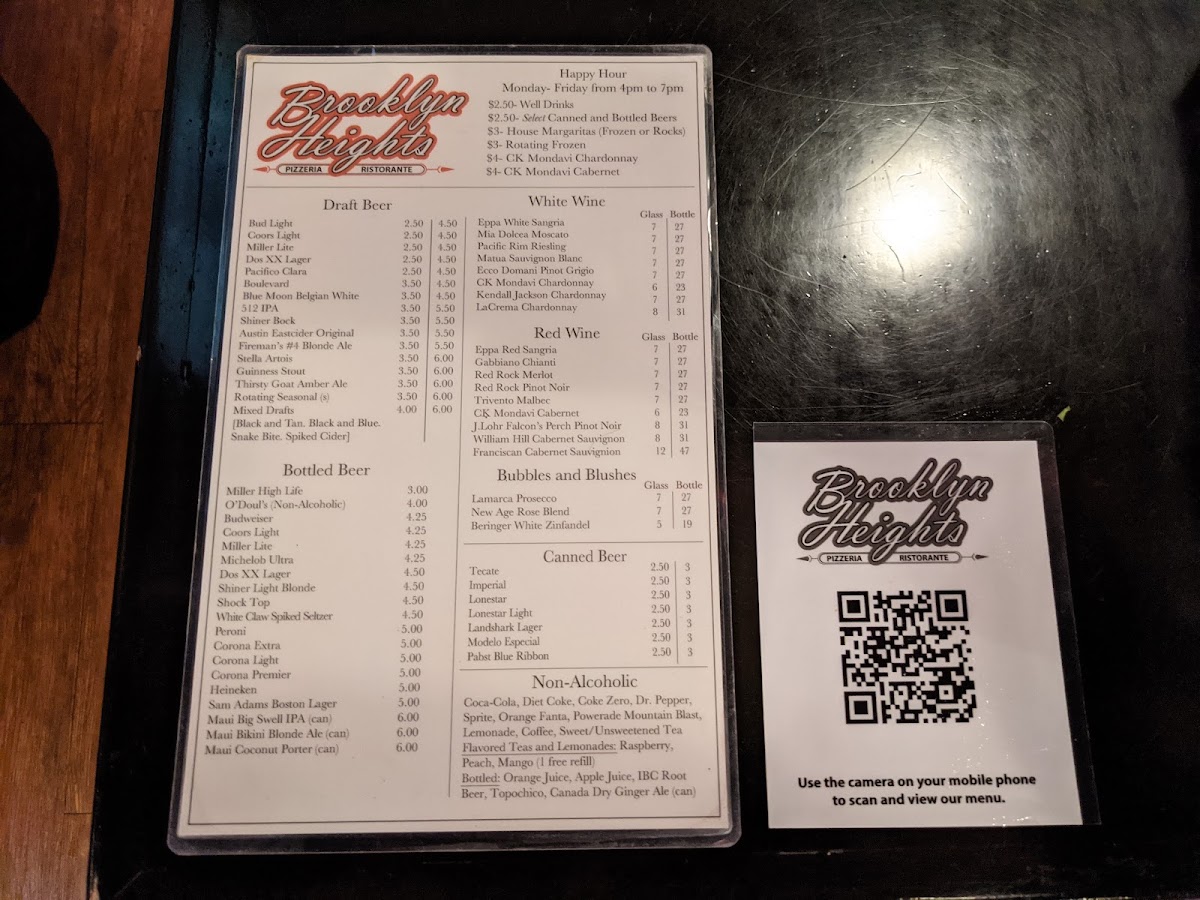 Brooklyn
Heights
PIZZERIA RISTORANTE
Happy Hour
Monday- Friday from 4pm to 7pm
$2.50- Well Drinks
$2.50- Select Canned and Bottled Beers
$3- House Margaritas (Frozen or Rocks)
$3- Rotating Frozen
$4- CK Mondavi Chardonnay
$4- CK Mondavi Cabernet
Draft Beer
Bud Light 2.50 4.50
Coors Light 2.50 4.50
Miller Lite 2.50 4.50
Dos XX Lager 2.50 4.50
Pacifico Clara 2.50 4.50
Boulevard 3.50 4.50
Blue Moon Belgian White 3.50 4.50
512 IPA 3.50 5.50
Shiner Bock 3.50 5.50
Austin Eastcider Original 3.50 5.50
Fireman's #4 Blonde Ale 3.50 5.50
Stella Artois 3.50 6.00
Guinness Stout 3.50 6.00
Thirsty Goat Amber Ale 3.50 6.00
Rotating Seasonal (s) 3.50 6.00
Mixed Drafts 4.00 6.00
[Black and Tan. Black and Blue.
Snake Bite. Spiked Cider]
Bottled Beer
Miller High Life 3.00
O'Doul's (Non-Alcoholic) 4.00
Budweiser 4.25
Coors Light 4.25
Miller Lite 4.25
Michelob Ultra 4.25
Dos XX Lager 4.50
Shiner Light Blonde 4.50
Shock Top 4.50
White Claw Spiked Seltzer 4.50
Peroni 5.00
Corona Extra 5.00
Corona Light 5.00
Corona Premier 5.00
Heineken 5.00
Sam Adams Boston Lager 5.00
Maui Big Swell IPA (can) 6.00
Maui Bikini Blonde Ale (can) 6.00
Maui Coconut Porter (can) 6.00
White Wine
Glass Bottle
Eppa White Sangria 7 27
Mia Dolcea Moscato 7 27
Pacific Rim Riesling 7 27
Matua Sauvignon Blanc 7 27
Ecco Domani Pinot Grigio 7 27
CK Mondavi Chardonnay 6 23
Kendall Jackson Chardonnay 7 27
LaCrema Chardonnay 8 31
Red Wine
Glass Bottle
Eppa Red Sangria 7 27
Gabbiano Chianti 7 27
Red Rock Merlot 7 27
Red Rock Pinot Noir 7 27
Trivento Malbec 7 27
CK Mondavi Cabernet 6 23
J.Lohr Falcon's Perch Pinot Noir 8 31
William Hill Cabernet Sauvignon 8 31
Franciscan Cabernet Sauvignion 12 47
Bubbles and Blushes
Glass Bottle
Lamarca Prosecco 7 27
New Age Rose Blend 7 27
Beringer White Zinfandel 5 19
Canned Beer
Tecate 2.50 3
Imperial 2.50 3
Lonestar 2.50 3
Lonestar Light 2.50 3
Landshark Lager 2.50 3
Modelo Especial 2.50 3
Pabst Blue Ribbon 2.50 3
Non-Alcoholic
Coca-Cola, Diet Coke, Coke Zero, Dr. Pepper,
Sprite, Orange Fanta, Powerade Mountain Blast,
Lemonade, Coffee, Sweet/Unsweetened Tea
Flavored Teas and Lemonades: Raspberry,
Peach, Mango (1 free refill)
Bottled: Orange Juice, Apple Juice, IBC Root
Beer, Topochico, Canada Dry Ginger Ale (can)
Brooklyn
Heights
PIZZERIA RISTORANTE
Use the camera on your mobile phone
to scan and view our menu.